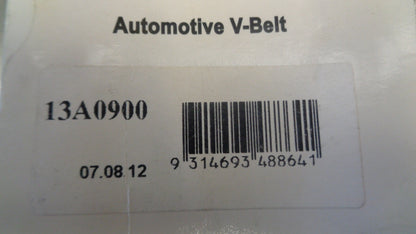 Automotive V-Belt
13A0900
07.08.12
9 314693 488641